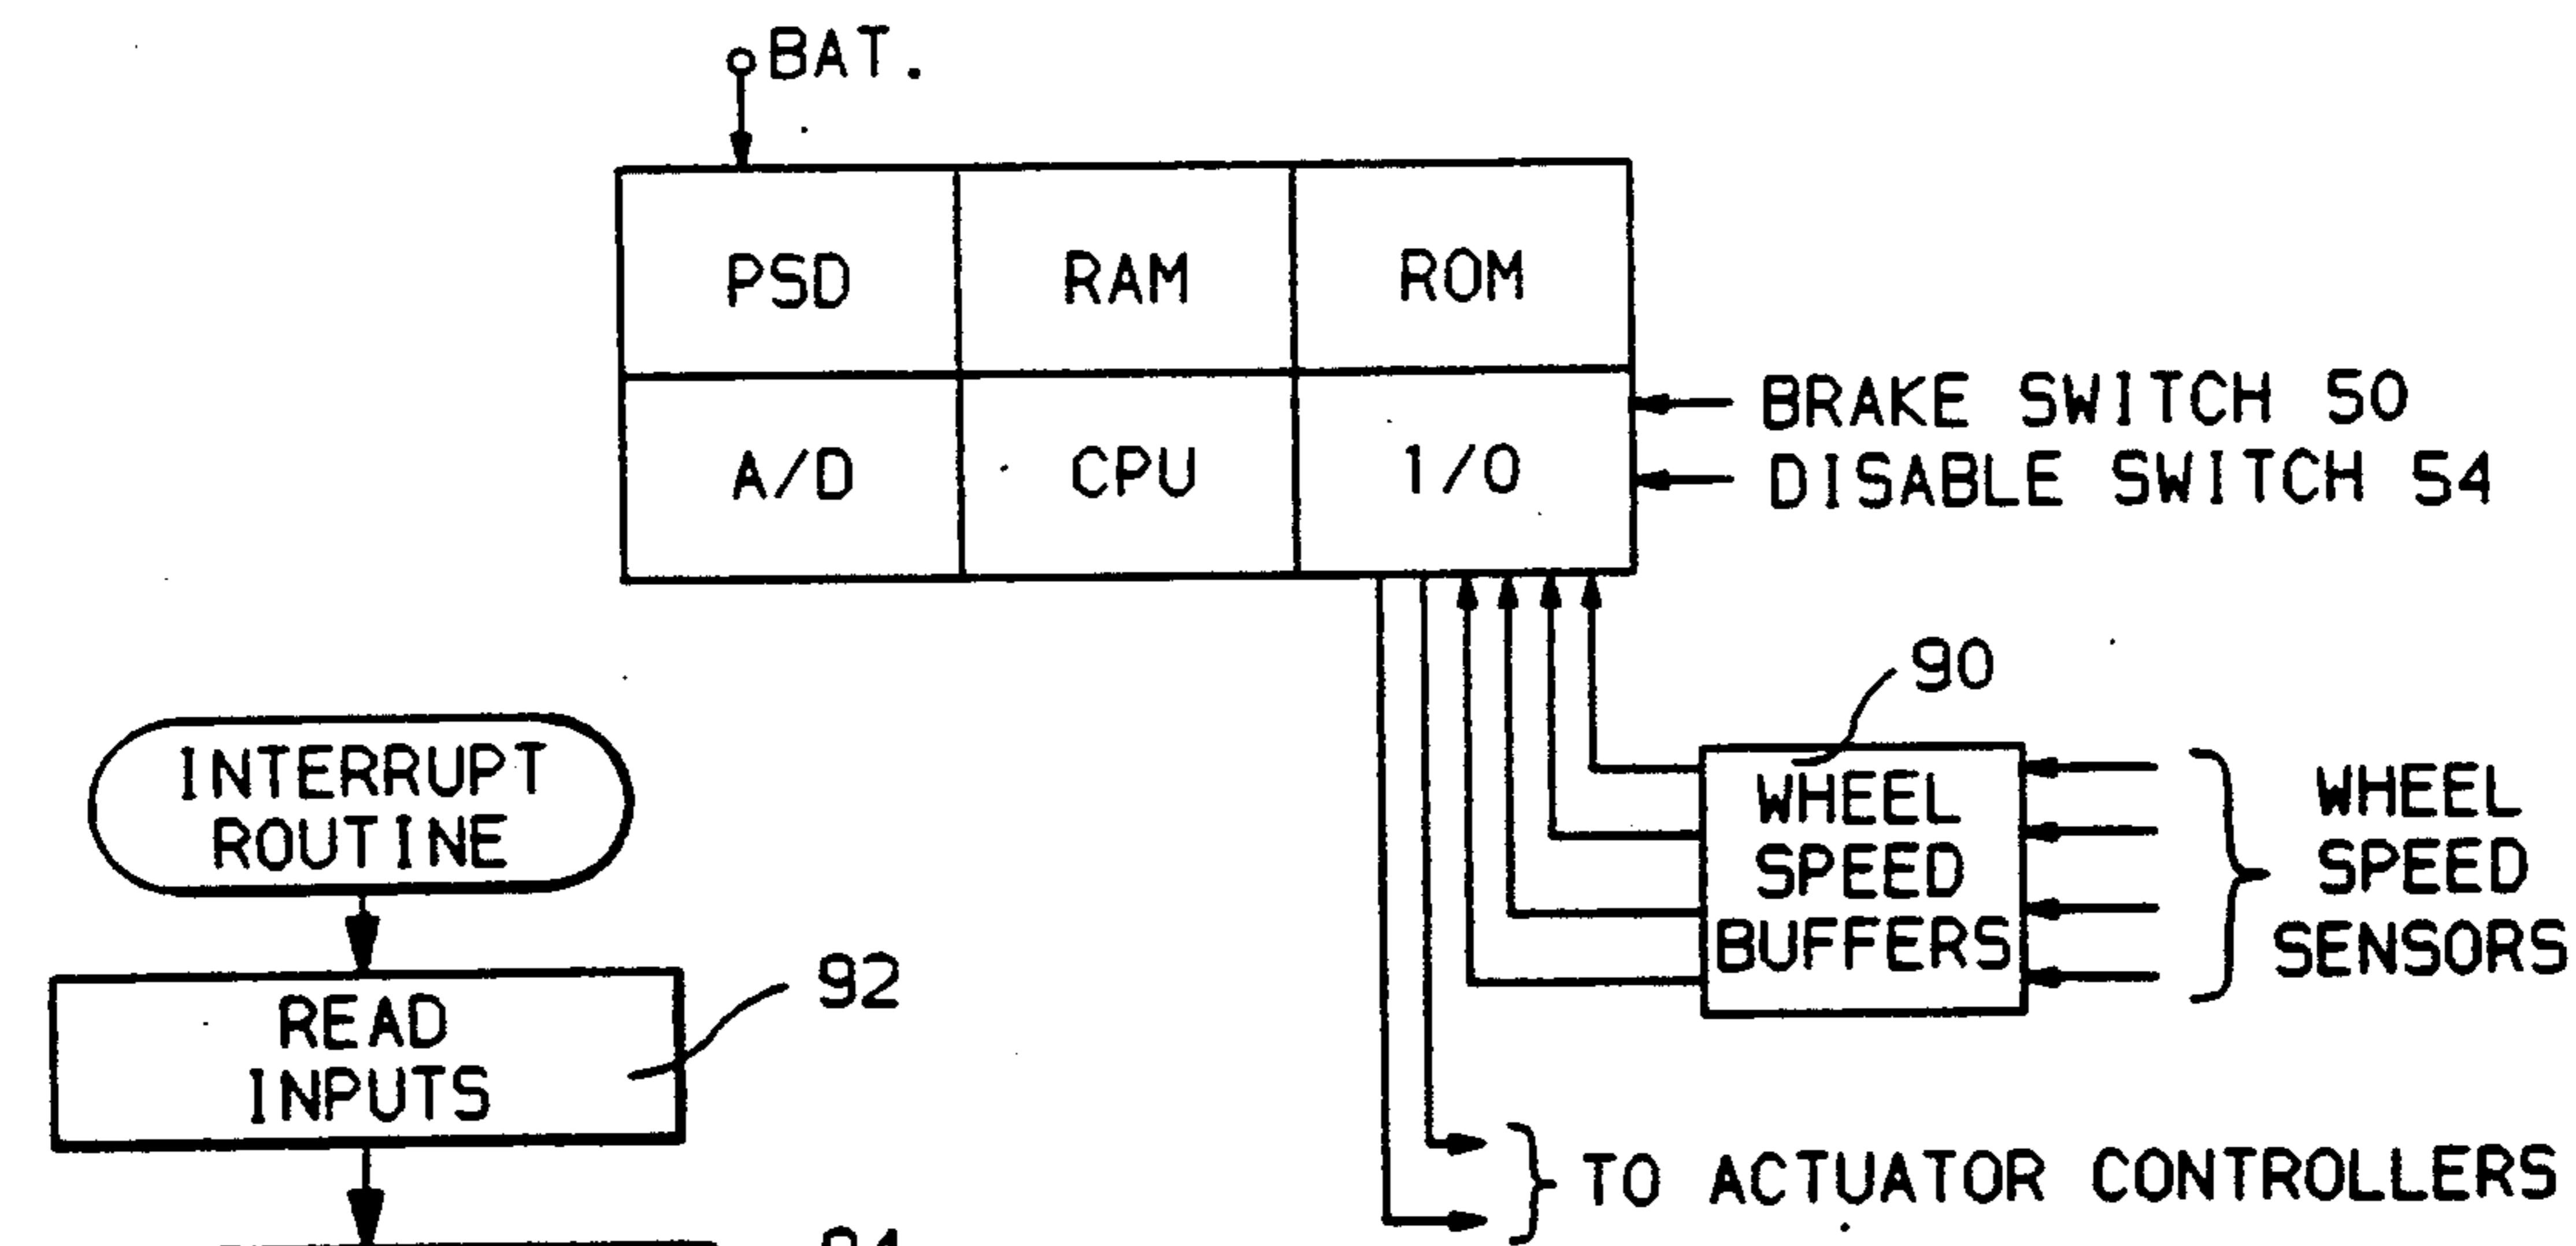 BAT.
PSD RAM ROM
A/D CPU 1/0
BRAKE SWITCH 50
DISABLE SWITCH 54
90
WHEEL
SPEED
BUFFERS
WHEEL
SPEED
SENSORS
TO ACTUATOR CONTROLLERS
INTERRUPT
ROUTINE
92
READ
INPUTS